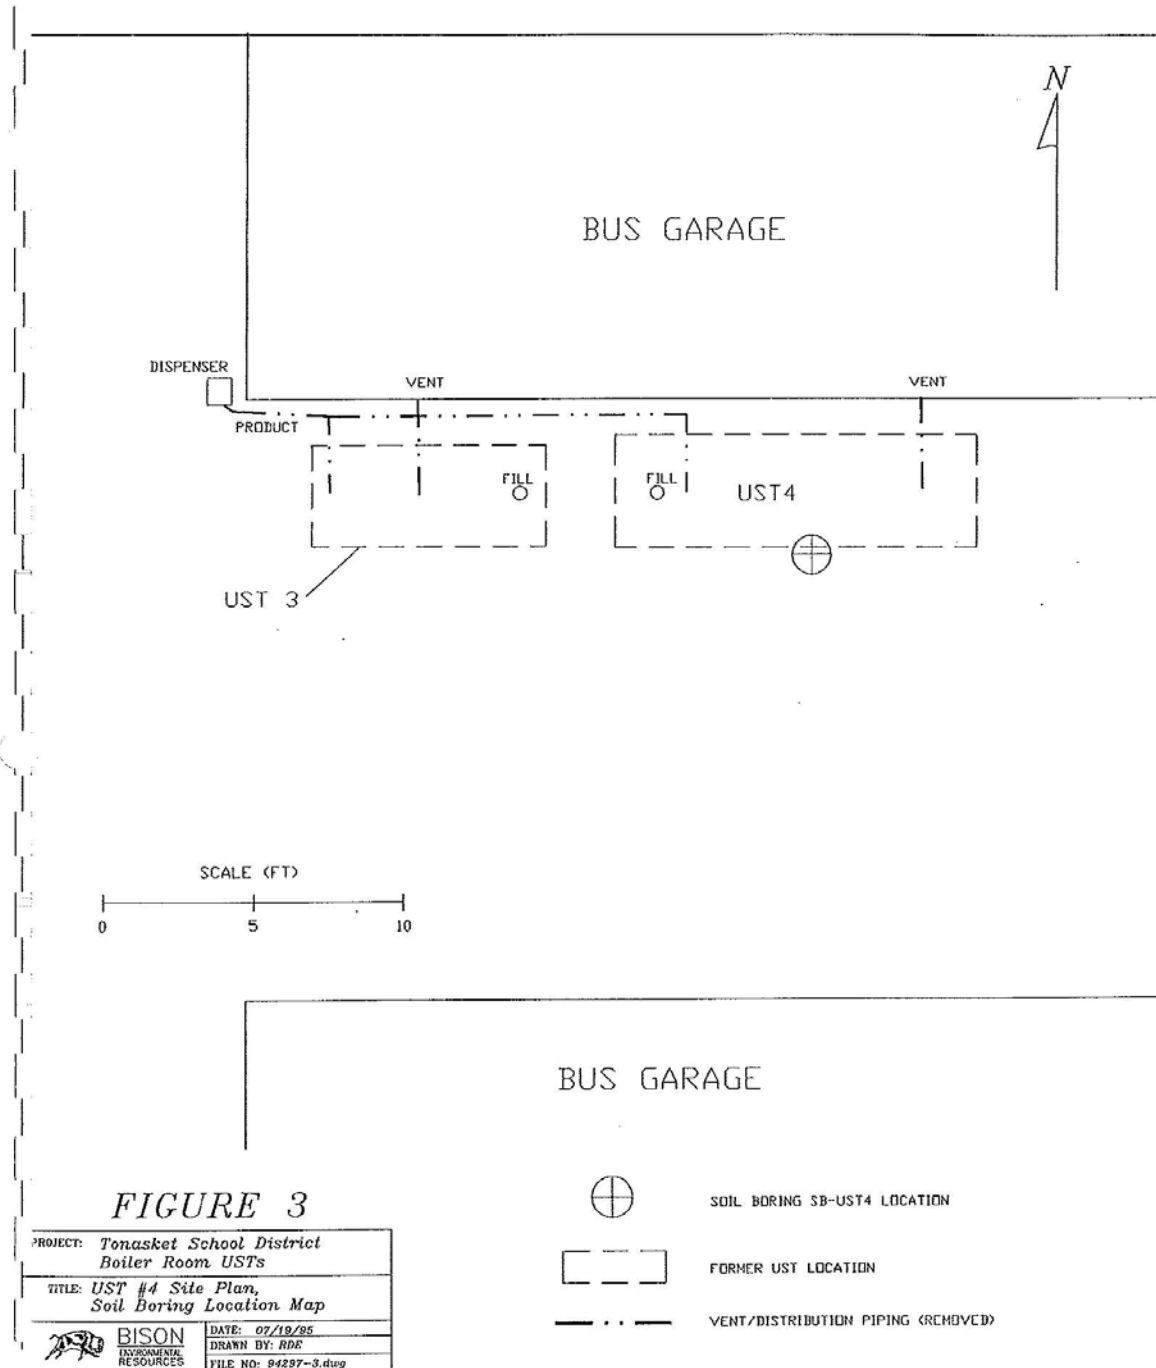 N
BUS GARAGE
DISPENSER
VENT
VENT
PRODUCT
FILL
FILL
UST4
UST 3
SCALE (FT)
0 5 10
BUS GARAGE
FIGURE 3
PROJECT: Tonasket School District
Boiler Room USTs
TITLE: UST #4 Site Plan,
Soil Boring Location Map
BISON
ENVIRONMENTAL
RESOURCES
DATE: 07/19/95
DRAWN BY: RDE
FILE NO: 94297-3.dwg
SOIL BORING SB-UST4 LOCATION
FORMER UST LOCATION
VENT/DISTRIBUTION PIPING (REMOVED)